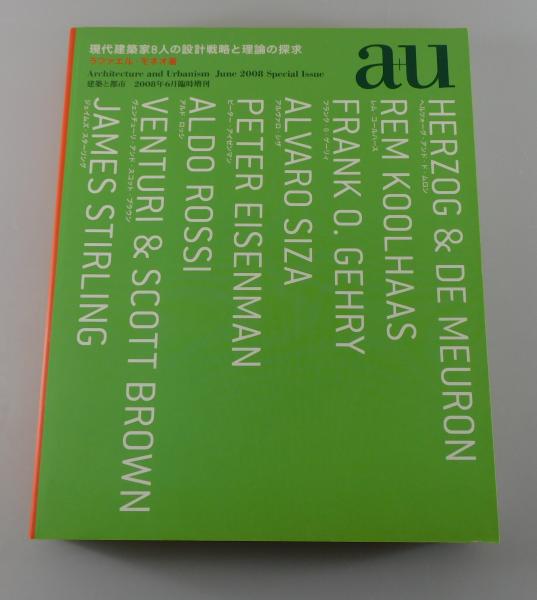 現代建築家8人の設計戦略と理論の探求
ラファエル・モネオ著
Architecture and Urbanism June 2008 Special Issue
建築と都市 2008年6月臨時増刊
a+u
HERZOG & DE MEURON
ヘルツォーク・アンド・ド・ムロン
REM KOOLHAAS
レム・コールハース
FRANK O. GEHRY
フランク・O・ゲーリィ
ALVARO SIZA
アルヴァロ・シザ
PETER EISENMAN
ピーター・アイゼンマン
ALDO ROSSI
アルド・ロッシ
VENTURI & SCOTT BROWN
ヴェンチューリ・アンド・スコット・ブラウン
JAMES STIRLING
ジェイムズ・スターリング